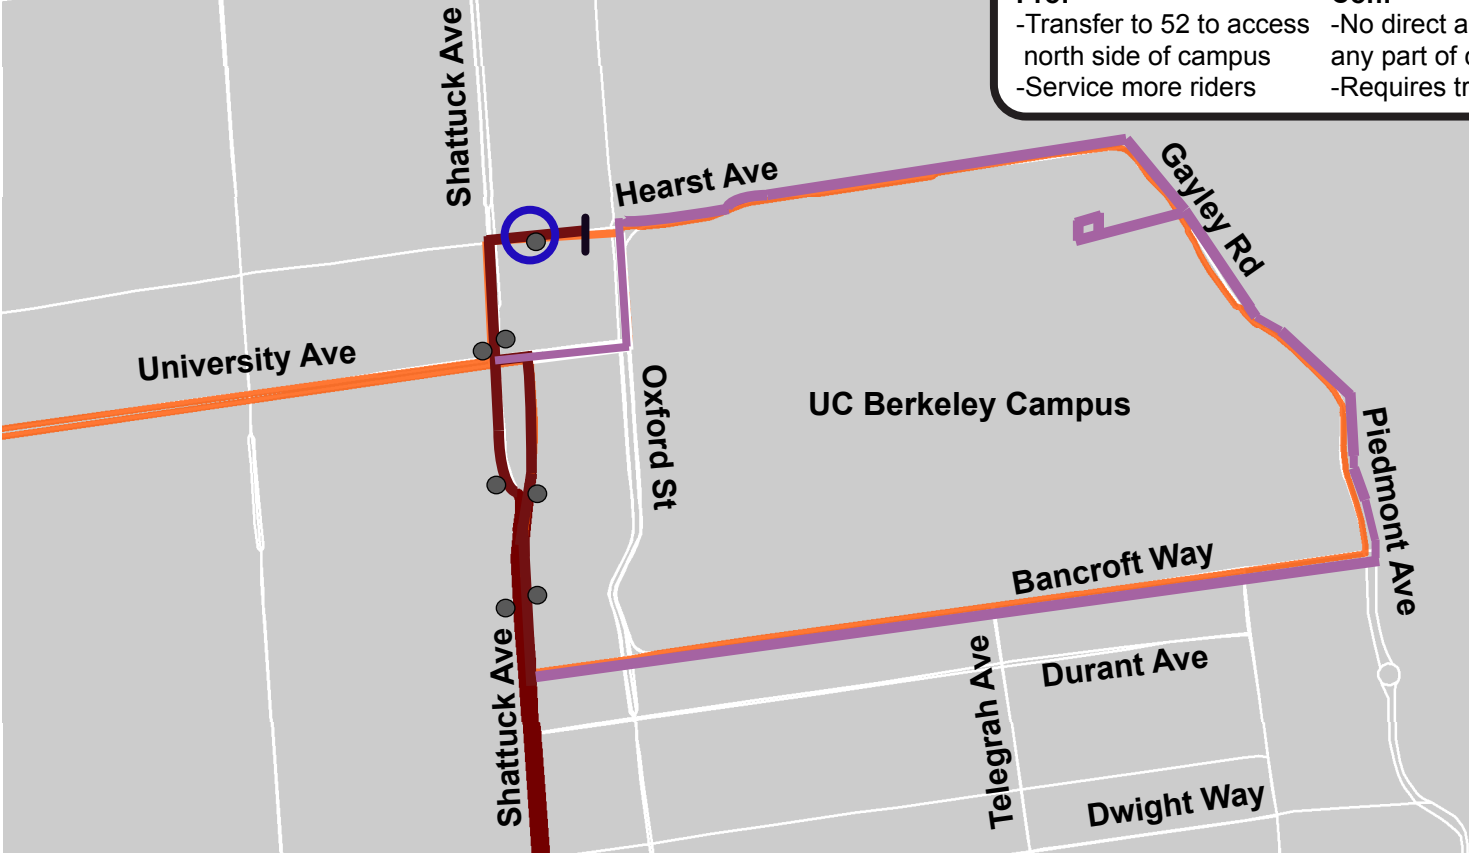 -Transfer to 52 to access
north side of campus
-Service more riders
-No direct a
any part of
-Requires
Shattuck Ave
Hearst Ave
Gayley Rd
University Ave
Oxford St
UC Berkeley Campus
Piedmont Ave
Bancroft Way
Shattuck Ave
Telegrah Ave
Durant Ave
Dwight Way